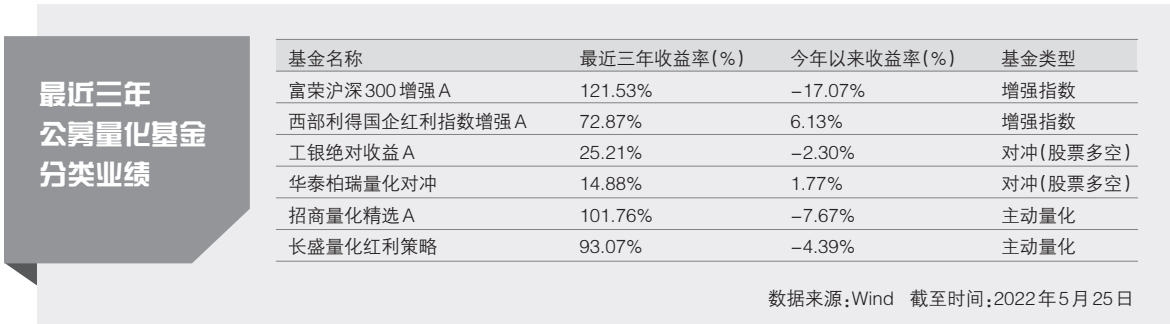 最近三年
公募量化基金
分类业绩
基金名称 最近三年收益率(%) 今年以来收益率(%) 基金类型
富荣沪深300增强A 121.53% -17.07% 增强指数
西部利得国企红利指数增强A 72.87% 6.13% 增强指数
工银绝对收益A 25.21% -2.30% 对冲(股票多空)
华泰柏瑞量化对冲 14.88% 1.77% 对冲(股票多空)
招商量化精选A 101.76% -7.67% 主动量化
长盛量化红利策略 93.07% -4.39% 主动量化
数据来源:Wind 截至时间:2022年5月25日